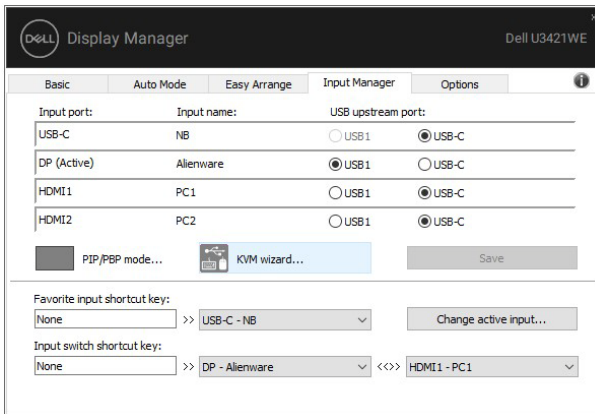 DELL Display Manager Dell U3421WE
Basic Auto Mode Easy Arrange Input Manager Options i
Input port: Input name: USB upstream port:
USB-C NB USB1 USB-C
DP (Active) Alienware USB1 USB-C
HDMI1 PC1 USB1 USB-C
HDMI2 PC2 USB1 USB-C
PIP/PBP mode... KVM wizard... Save
Favorite input shortcut key:
None >> USB-C - NB Change active input...
Input switch shortcut key:
None >> DP - Alienware <<>> HDMI1 - PC1